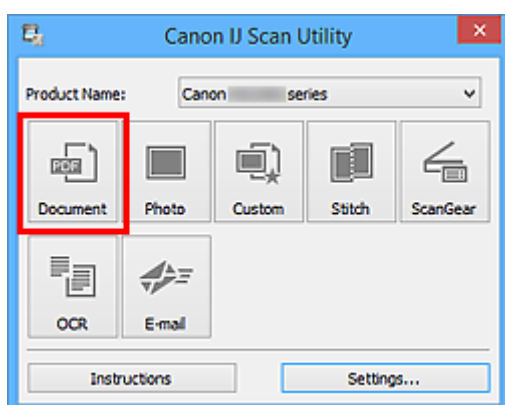 Canon IJ Scan Utility
Product Name: Canon series
PDF
Document Photo Custom Stitch ScanGear
OCR E-mail
Instructions Settings...